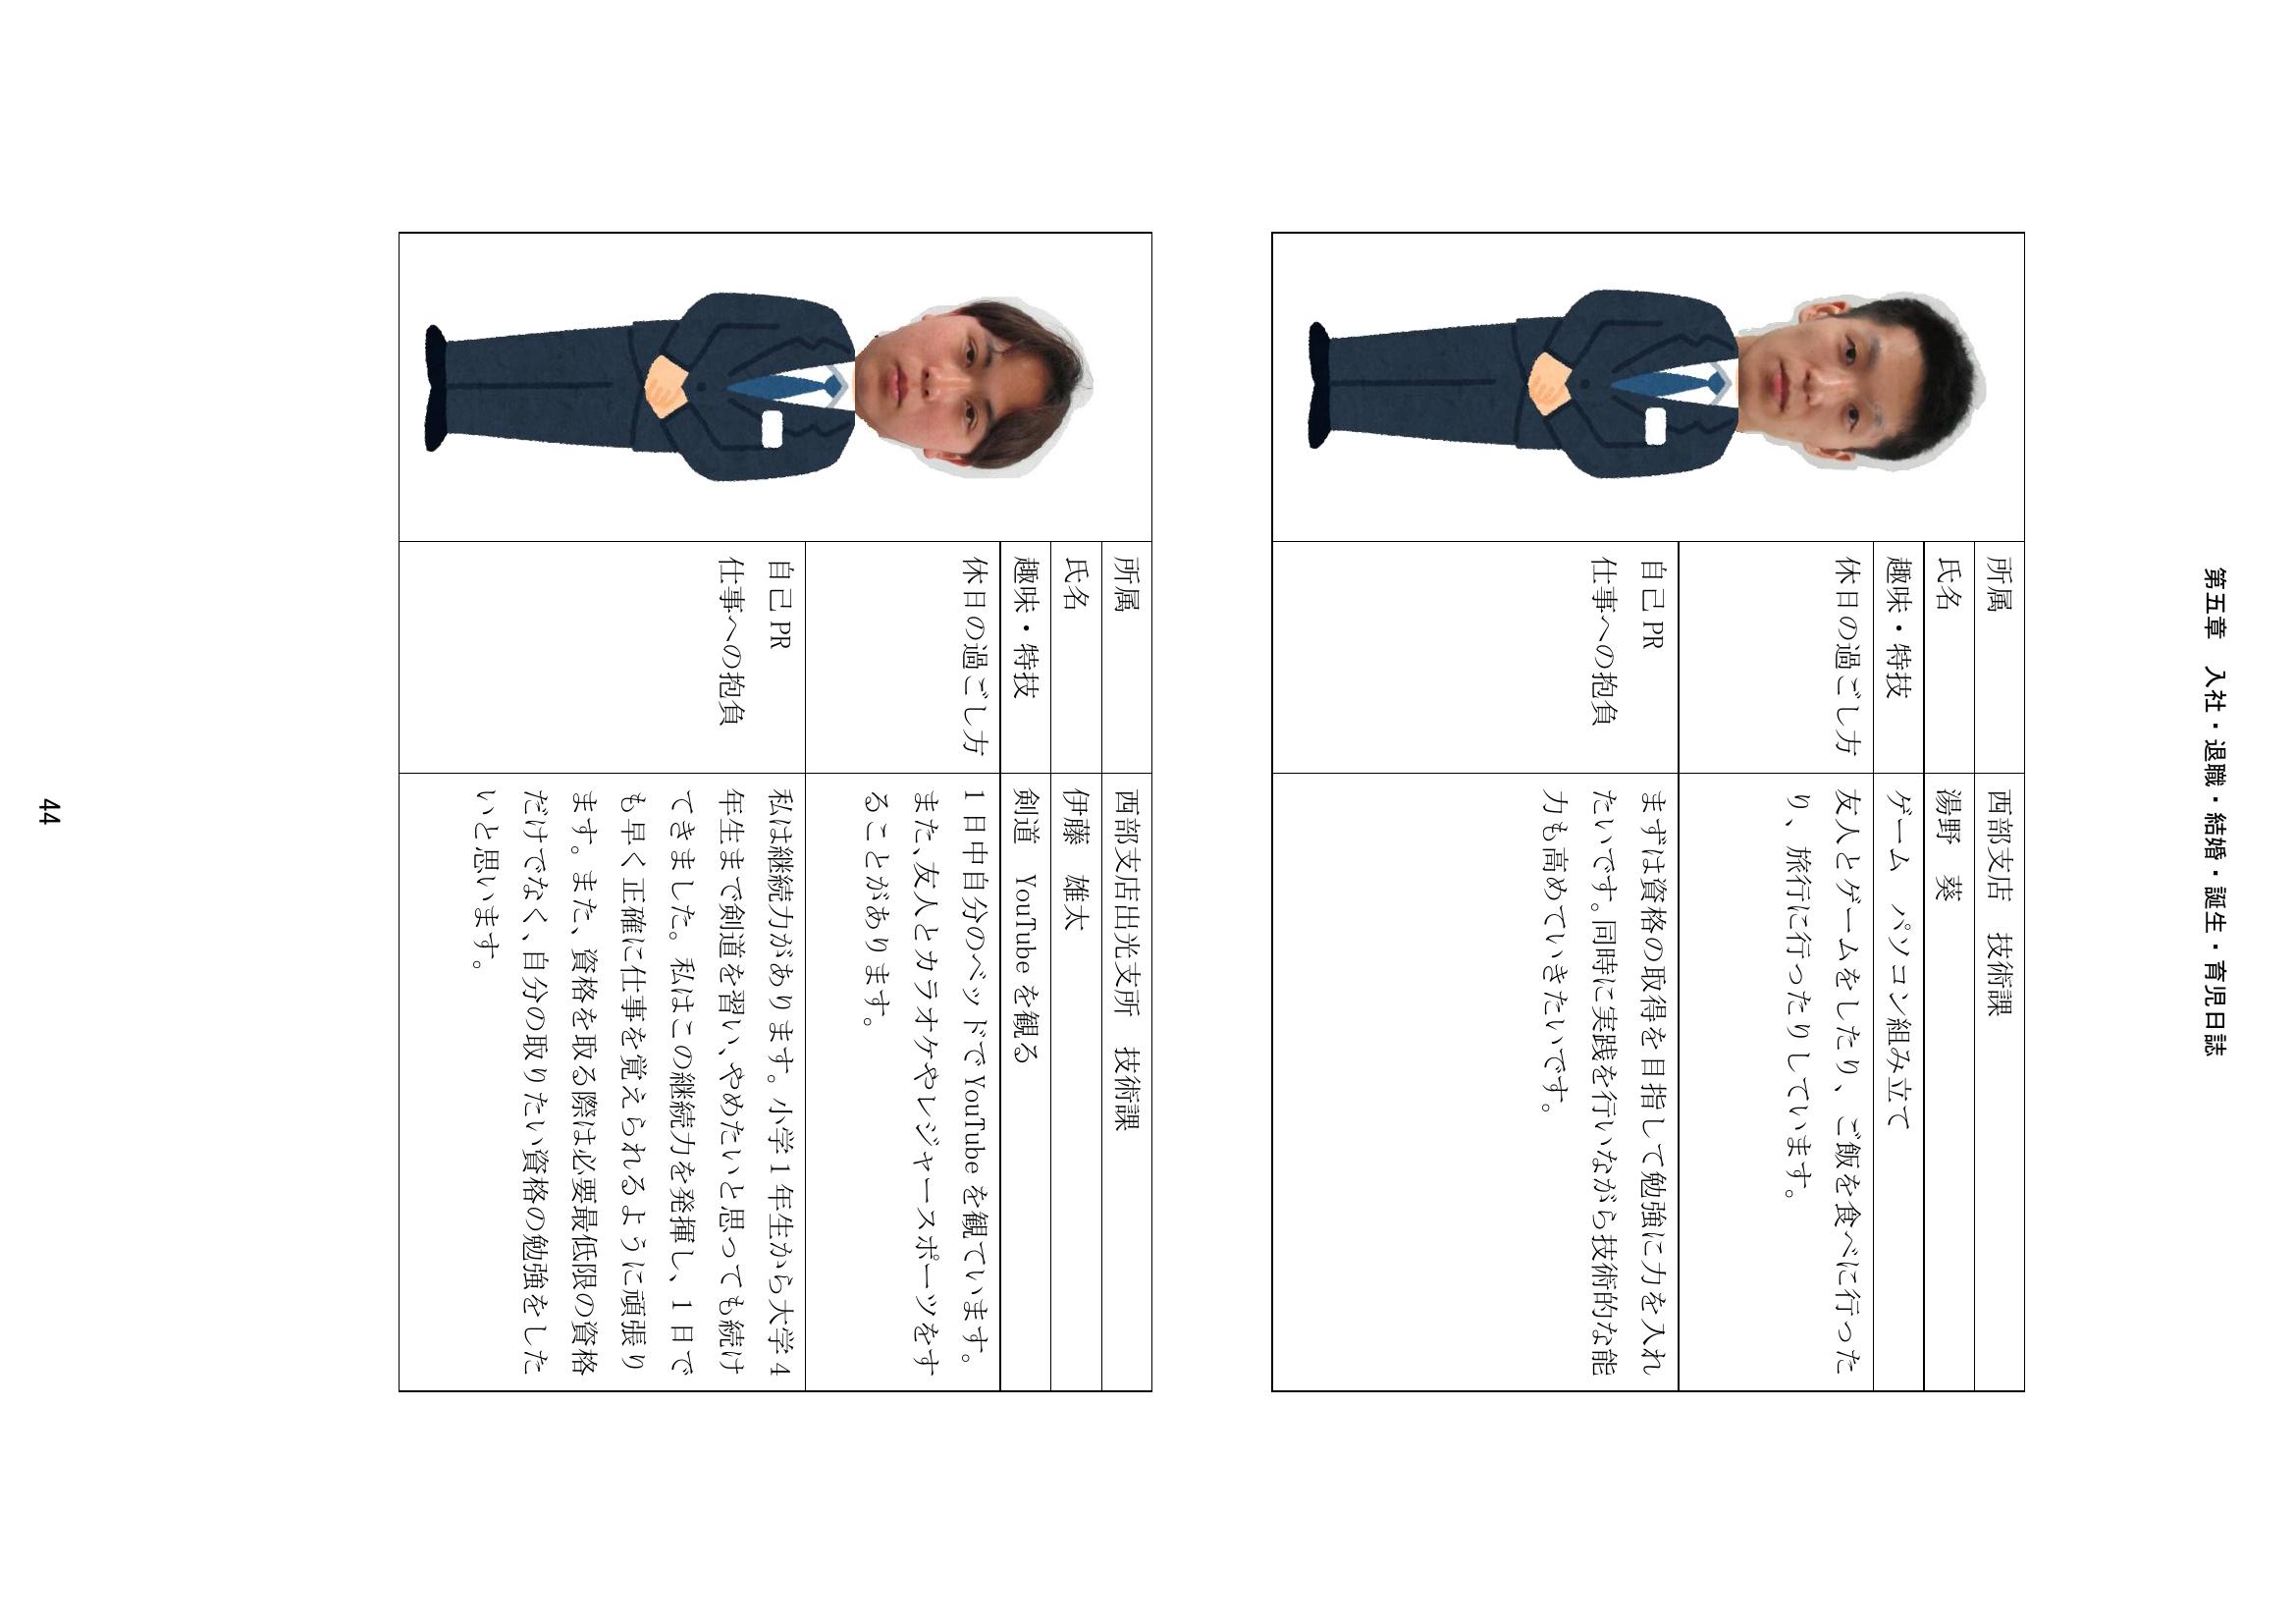 第五章　入社・退職・結婚・誕生・育児日誌
所属　西部支店　技術課
氏名　湯野　葵
趣味・特技　ゲーム　パソコン組み立て
休日の過ごし方　友人とゲームをしたり、ご飯を食べに行った
り、旅行に行ったりしています。
自己 PR　まずは資格の取得を目指して勉強に力を入れ
仕事への抱負　たいです。同時に実践を行いながら技術的な能
力も高めていきたいです。
所属　西部支店出光支所　技術課
氏名　伊藤　雄太
趣味・特技　剣道　YouTube を観る
休日の過ごし方　1 日中自分のベッドで YouTube を観ています。
また、友人とカラオケやレジャースポーツをす
ることがあります。
自己 PR　私は継続力があります。小学 1 年生から大学 4
仕事への抱負　年生まで剣道を習い、やめたいと思っても続け
てきました。私はこの継続力を発揮し、1 日で
も早く正確に仕事を覚えられるように頑張り
ます。また、資格を取る際は必要最低限の資格
だけでなく、自分の取りたい資格の勉強をした
いと思います。
44